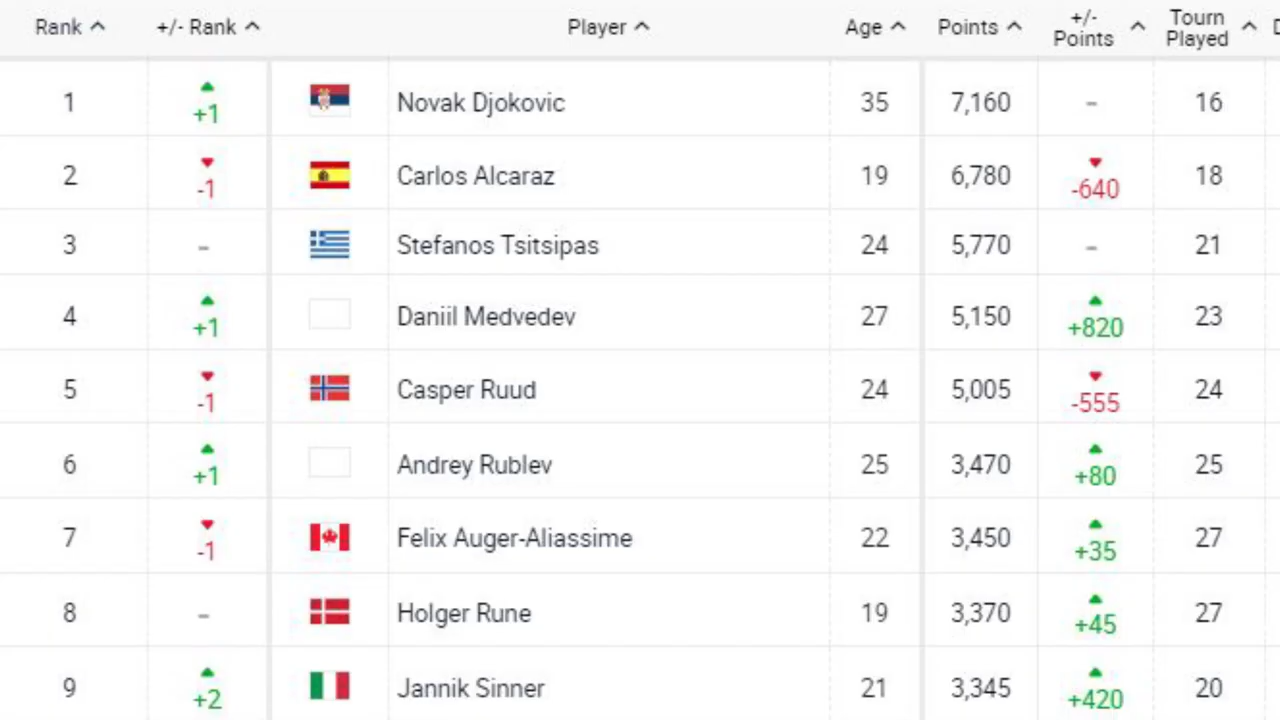 Rank +/- Rank Player Age Points +/- Points Tourn Played
1 +1 Novak Djokovic 35 7,160 - 16
2 -1 Carlos Alcaraz 19 6,780 -640 18
3 - Stefanos Tsitsipas 24 5,770 - 21
4 +1 Daniil Medvedev 27 5,150 +820 23
5 -1 Casper Ruud 24 5,005 -555 24
6 +1 Andrey Rublev 25 3,470 +80 25
7 -1 Felix Auger-Aliassime 22 3,450 +35 27
8 - Holger Rune 19 3,370 +45 27
9 +2 Jannik Sinner 21 3,345 +420 20